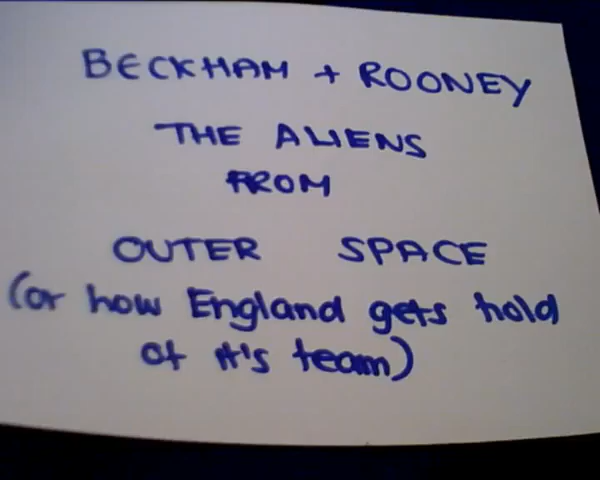 BECKHAM + ROONEY
THE ALIENS
FROM
OUTER SPACE
(or how England gets hold
of it's team)